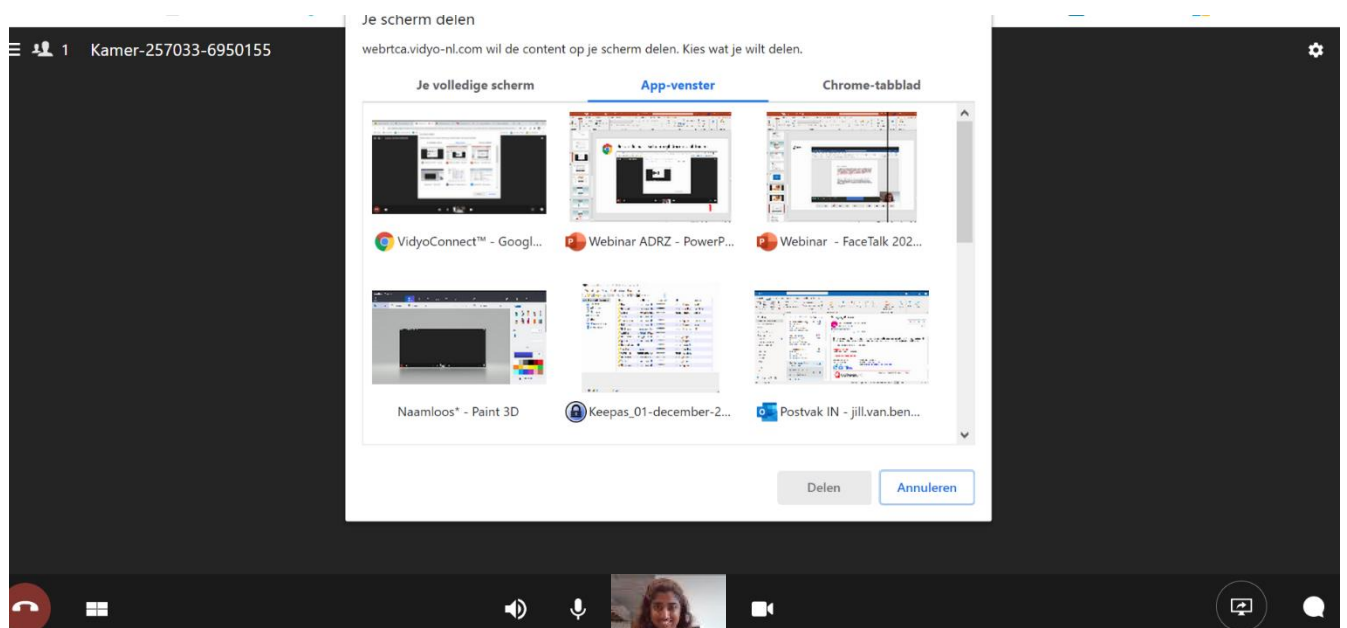 Je scherm delen
1 Kamer-257033-6950155
webrtca.vidyo-nl.com wil de content op je scherm delen. Kies wat je wilt delen.
Je volledige scherm App-venster Chrome-tabblad
VidyoConnect™ - Googl... Webinar ADRZ - PowerP... Webinar - FaceTalk 202...
Naamloos* - Paint 3D Keepas_01-december-2... Postvak IN - jill.van.ben...
Delen Annuleren